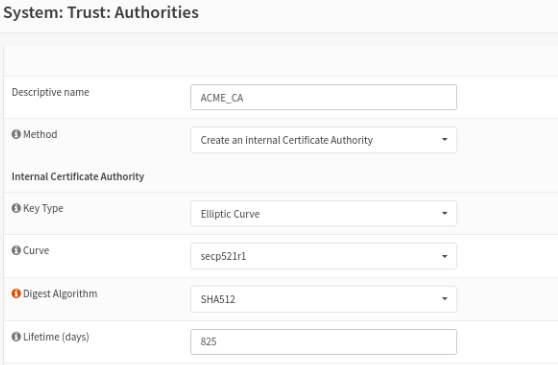 System: Trust: Authorities
Descriptive name ACME_CA
Method Create an internal Certificate Authority
Internal Certificate Authority
Key Type Elliptic Curve
Curve secp521r1
Digest Algorithm SHA512
Lifetime (days) 825